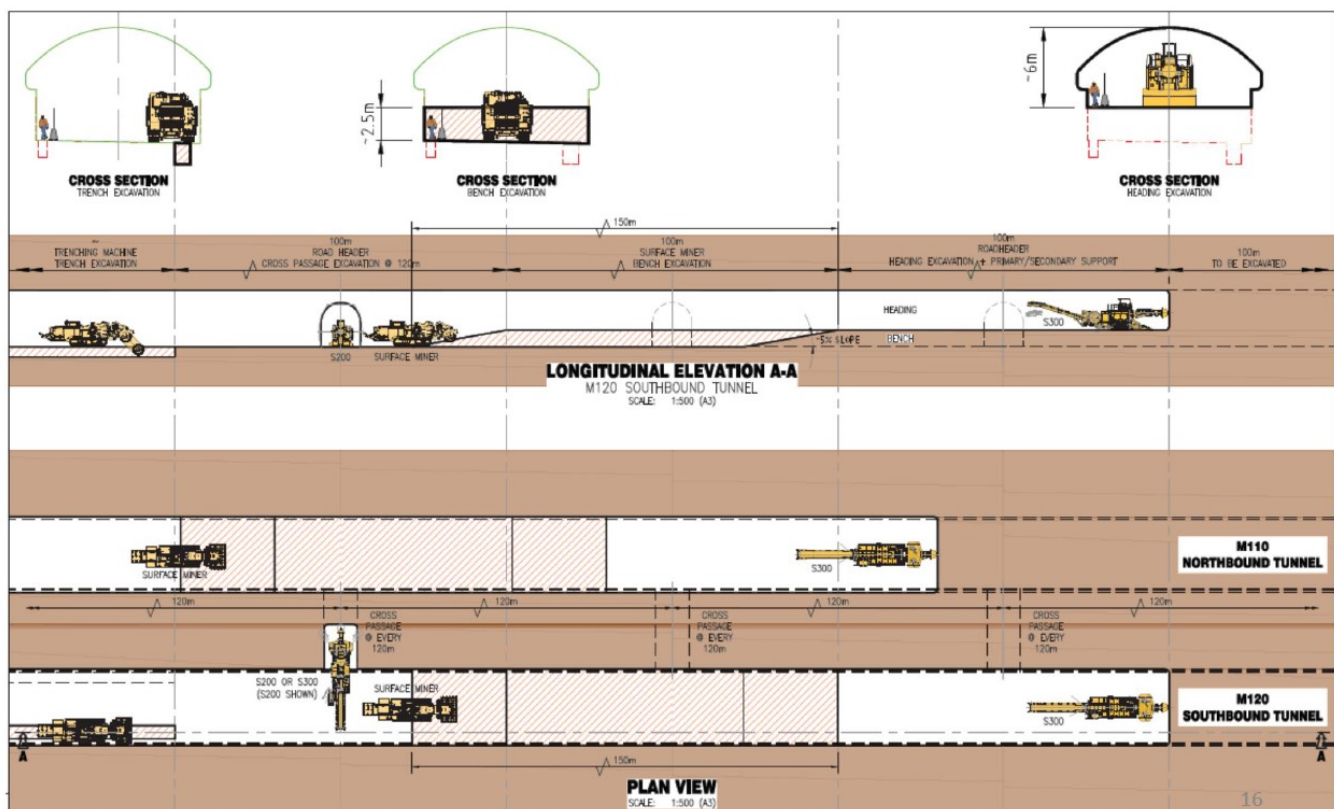 ~6m
~2.5m
CROSS SECTION
TRENCH EXCAVATION
CROSS SECTION
BENCH EXCAVATION
CROSS SECTION
HEADING EXCAVATION
150m
~
TRENCHING MACHINE
TRENCH EXCAVATION
100m
ROAD HEADER
CROSS PASSAGE EXCAVATION @ 120m
100m
SURFACE MINER
BENCH EXCAVATION
100m
ROADHEADER
HEADING EXCAVATION + PRIMARY/SECONDARY SUPPORT
100m
TO BE EXCAVATED
HEADING
S300
S200
SURFACE MINER
-5% SLOPE
BENCH
LONGITUDINAL ELEVATION A-A
M120 SOUTHBOUND TUNNEL
SCALE: 1:500 (A3)
SURFACE MINER
S300
M110
NORTHBOUND TUNNEL
120m
120m
120m
120m
CROSS
PASSAGE
@ EVERY
120m
CROSS
PASSAGE
@ EVERY
120m
CROSS
PASSAGE
@ EVERY
120m
S200 OR S300
(S200 SHOWN)
SURFACE MINER
S300
M120
SOUTHBOUND TUNNEL
A
A
150m
PLAN VIEW
SCALE: 1:500 (A3)
16